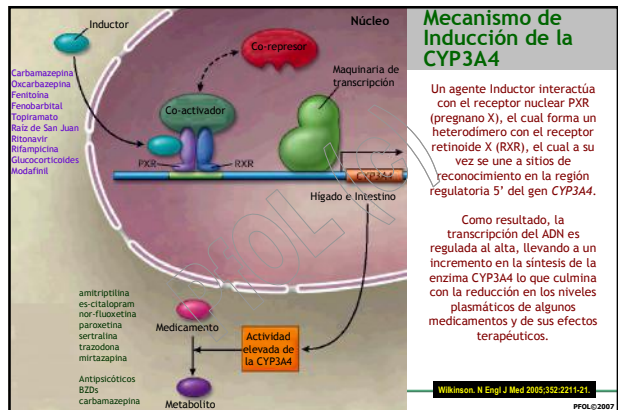 Mecanismo de
Inducción de la
CYP3A4
Inductor
Núcleo
Co-represor
Maquinaria de
transcripción
Carbamazepina
Oxcarbazepina
Fenitoína
Fenobarbital
Topiramato
Raíz de San Juan
Ritonavir
Rifampicina
Glucocorticoides
Modafinil
Co-activador
PXR
RXR
CYP3A4
Hígado e Intestino
amitriptilina
es-citalopram
nor-fluoxetina
paroxetina
sertralina
trazodona
mirtazapina
Antipsicóticos
BZDs
carbamazepina
Medicamento
Actividad
elevada de
la CYP3A4
Metabolito
Un agente Inductor interactúa
con el receptor nuclear PXR
(pregnano X), el cual forma un
heterodímero con el receptor
retinoide X (RXR), el cual a su
vez se une a sitios de
reconocimiento en la región
regulatoria 5’ del gen CYP3A4.
Como resultado, la
transcripción del ADN es
regulada al alta, llevando a un
incremento en la síntesis de la
enzima CYP3A4 lo que culmina
con la reducción en los niveles
plasmáticos de algunos
medicamentos y de sus efectos
terapéuticos.
Wilkinson. N Engl J Med 2005;352:2211-21.
PFOL©2007